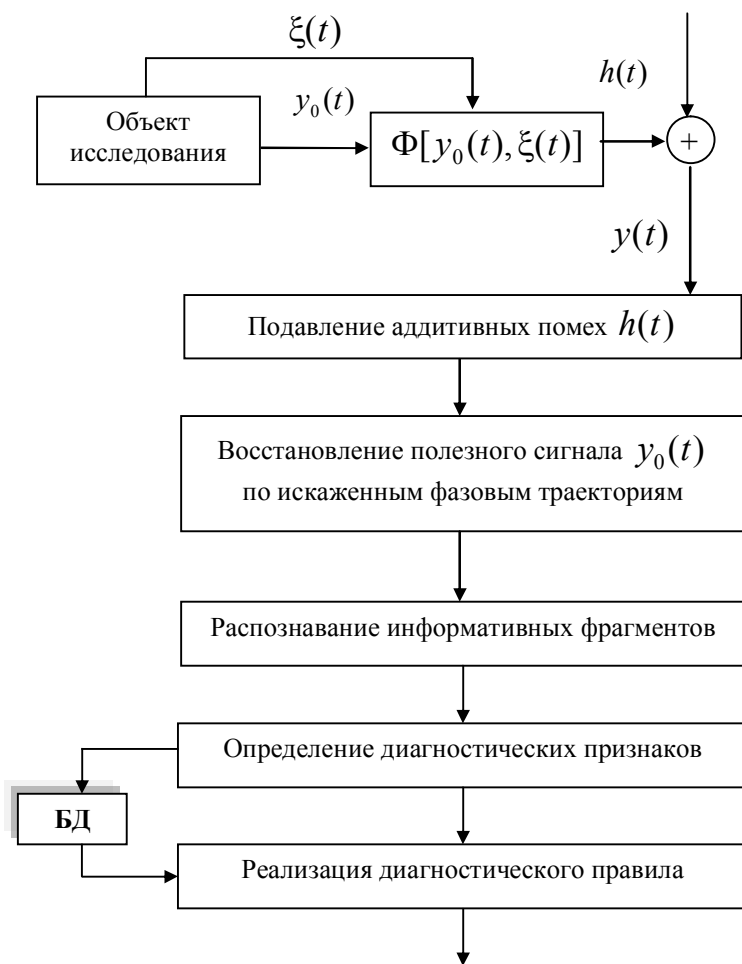 ξ(t)
h(t)
y₀(t)
Объект
исследования
Φ[y₀(t),ξ(t)]
+
y(t)
Подавление аддитивных помех h(t)
Восстановление полезного сигнала y₀(t)
по искаженным фазовым траекториям
Распознавание информативных фрагментов
Определение диагностических признаков
БД
Реализация диагностического правила